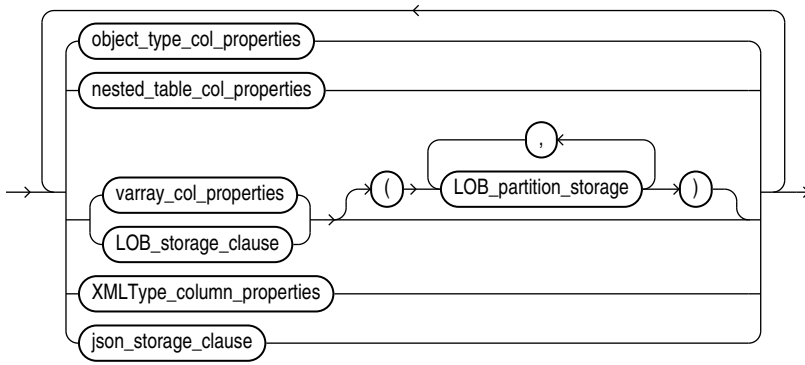 object_type_col_properties
nested_table_col_properties
,
varray_col_properties ( LOB_partition_storage )
LOB_storage_clause
XMLType_column_properties
json_storage_clause